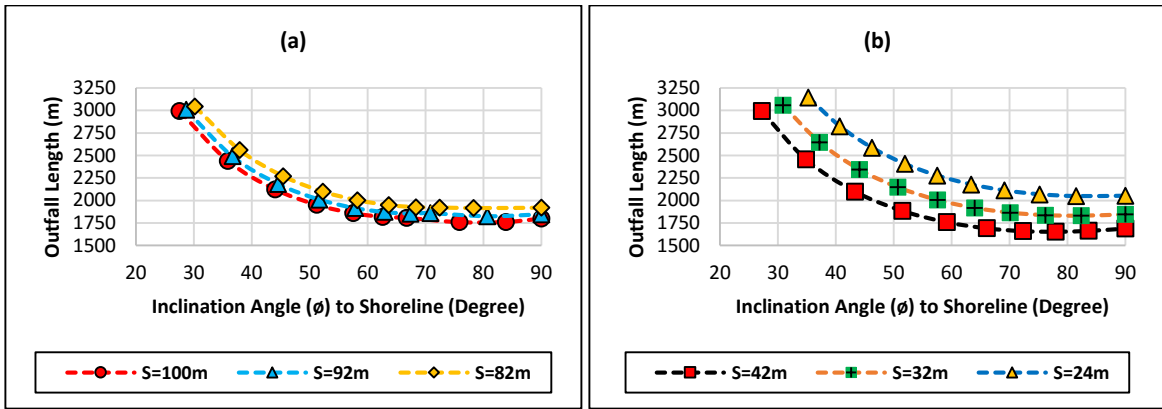 (a)
Outfall Length (m)
3250
3000
2750
2500
2250
2000
1750
1500
20 30 40 50 60 70 80 90
Inclination Angle (ø) to Shoreline (Degree)
S=100m S=92m S=82m
(b)
Outfall Length (m)
3250
3000
2750
2500
2250
2000
1750
1500
20 30 40 50 60 70 80 90
Inclination Angle (ø) to Shoreline (Degree)
S=42m S=32m S=24m